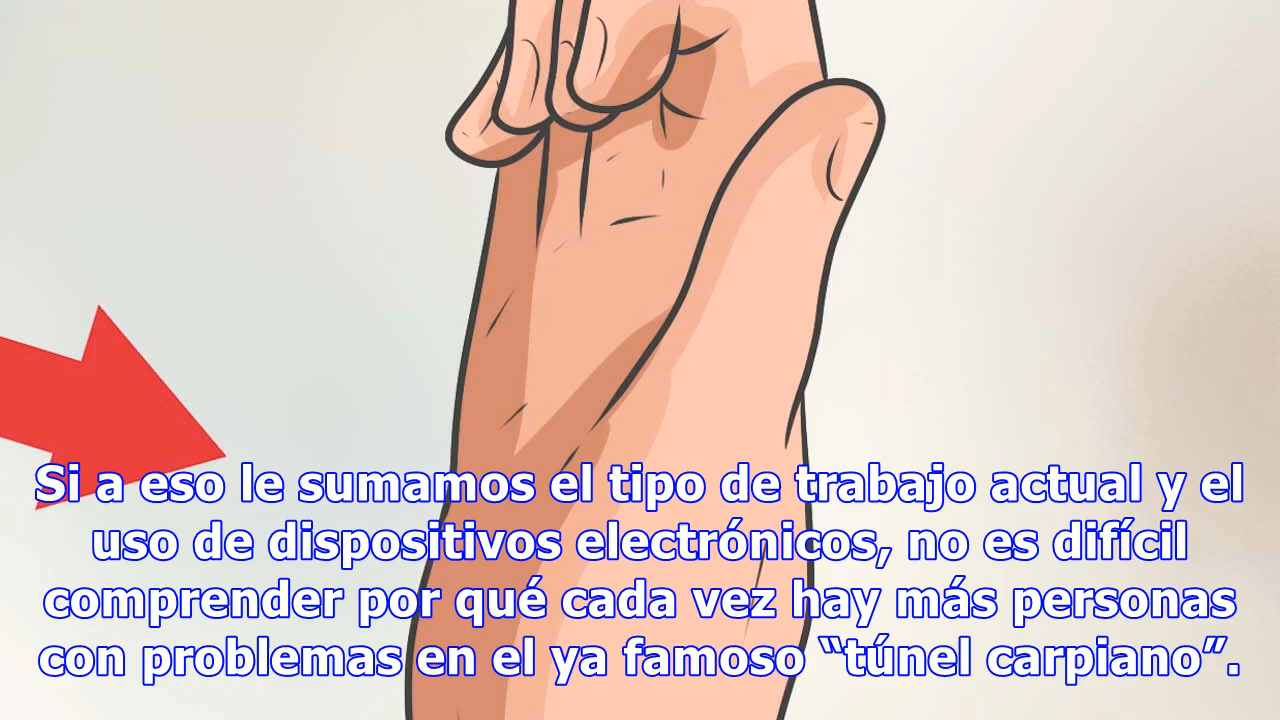 Si a eso le sumamos el tipo de trabajo actual y el
uso de dispositivos electrónicos, no es difícil
comprender por qué cada vez hay más personas
con problemas en el ya famoso “túnel carpiano”.